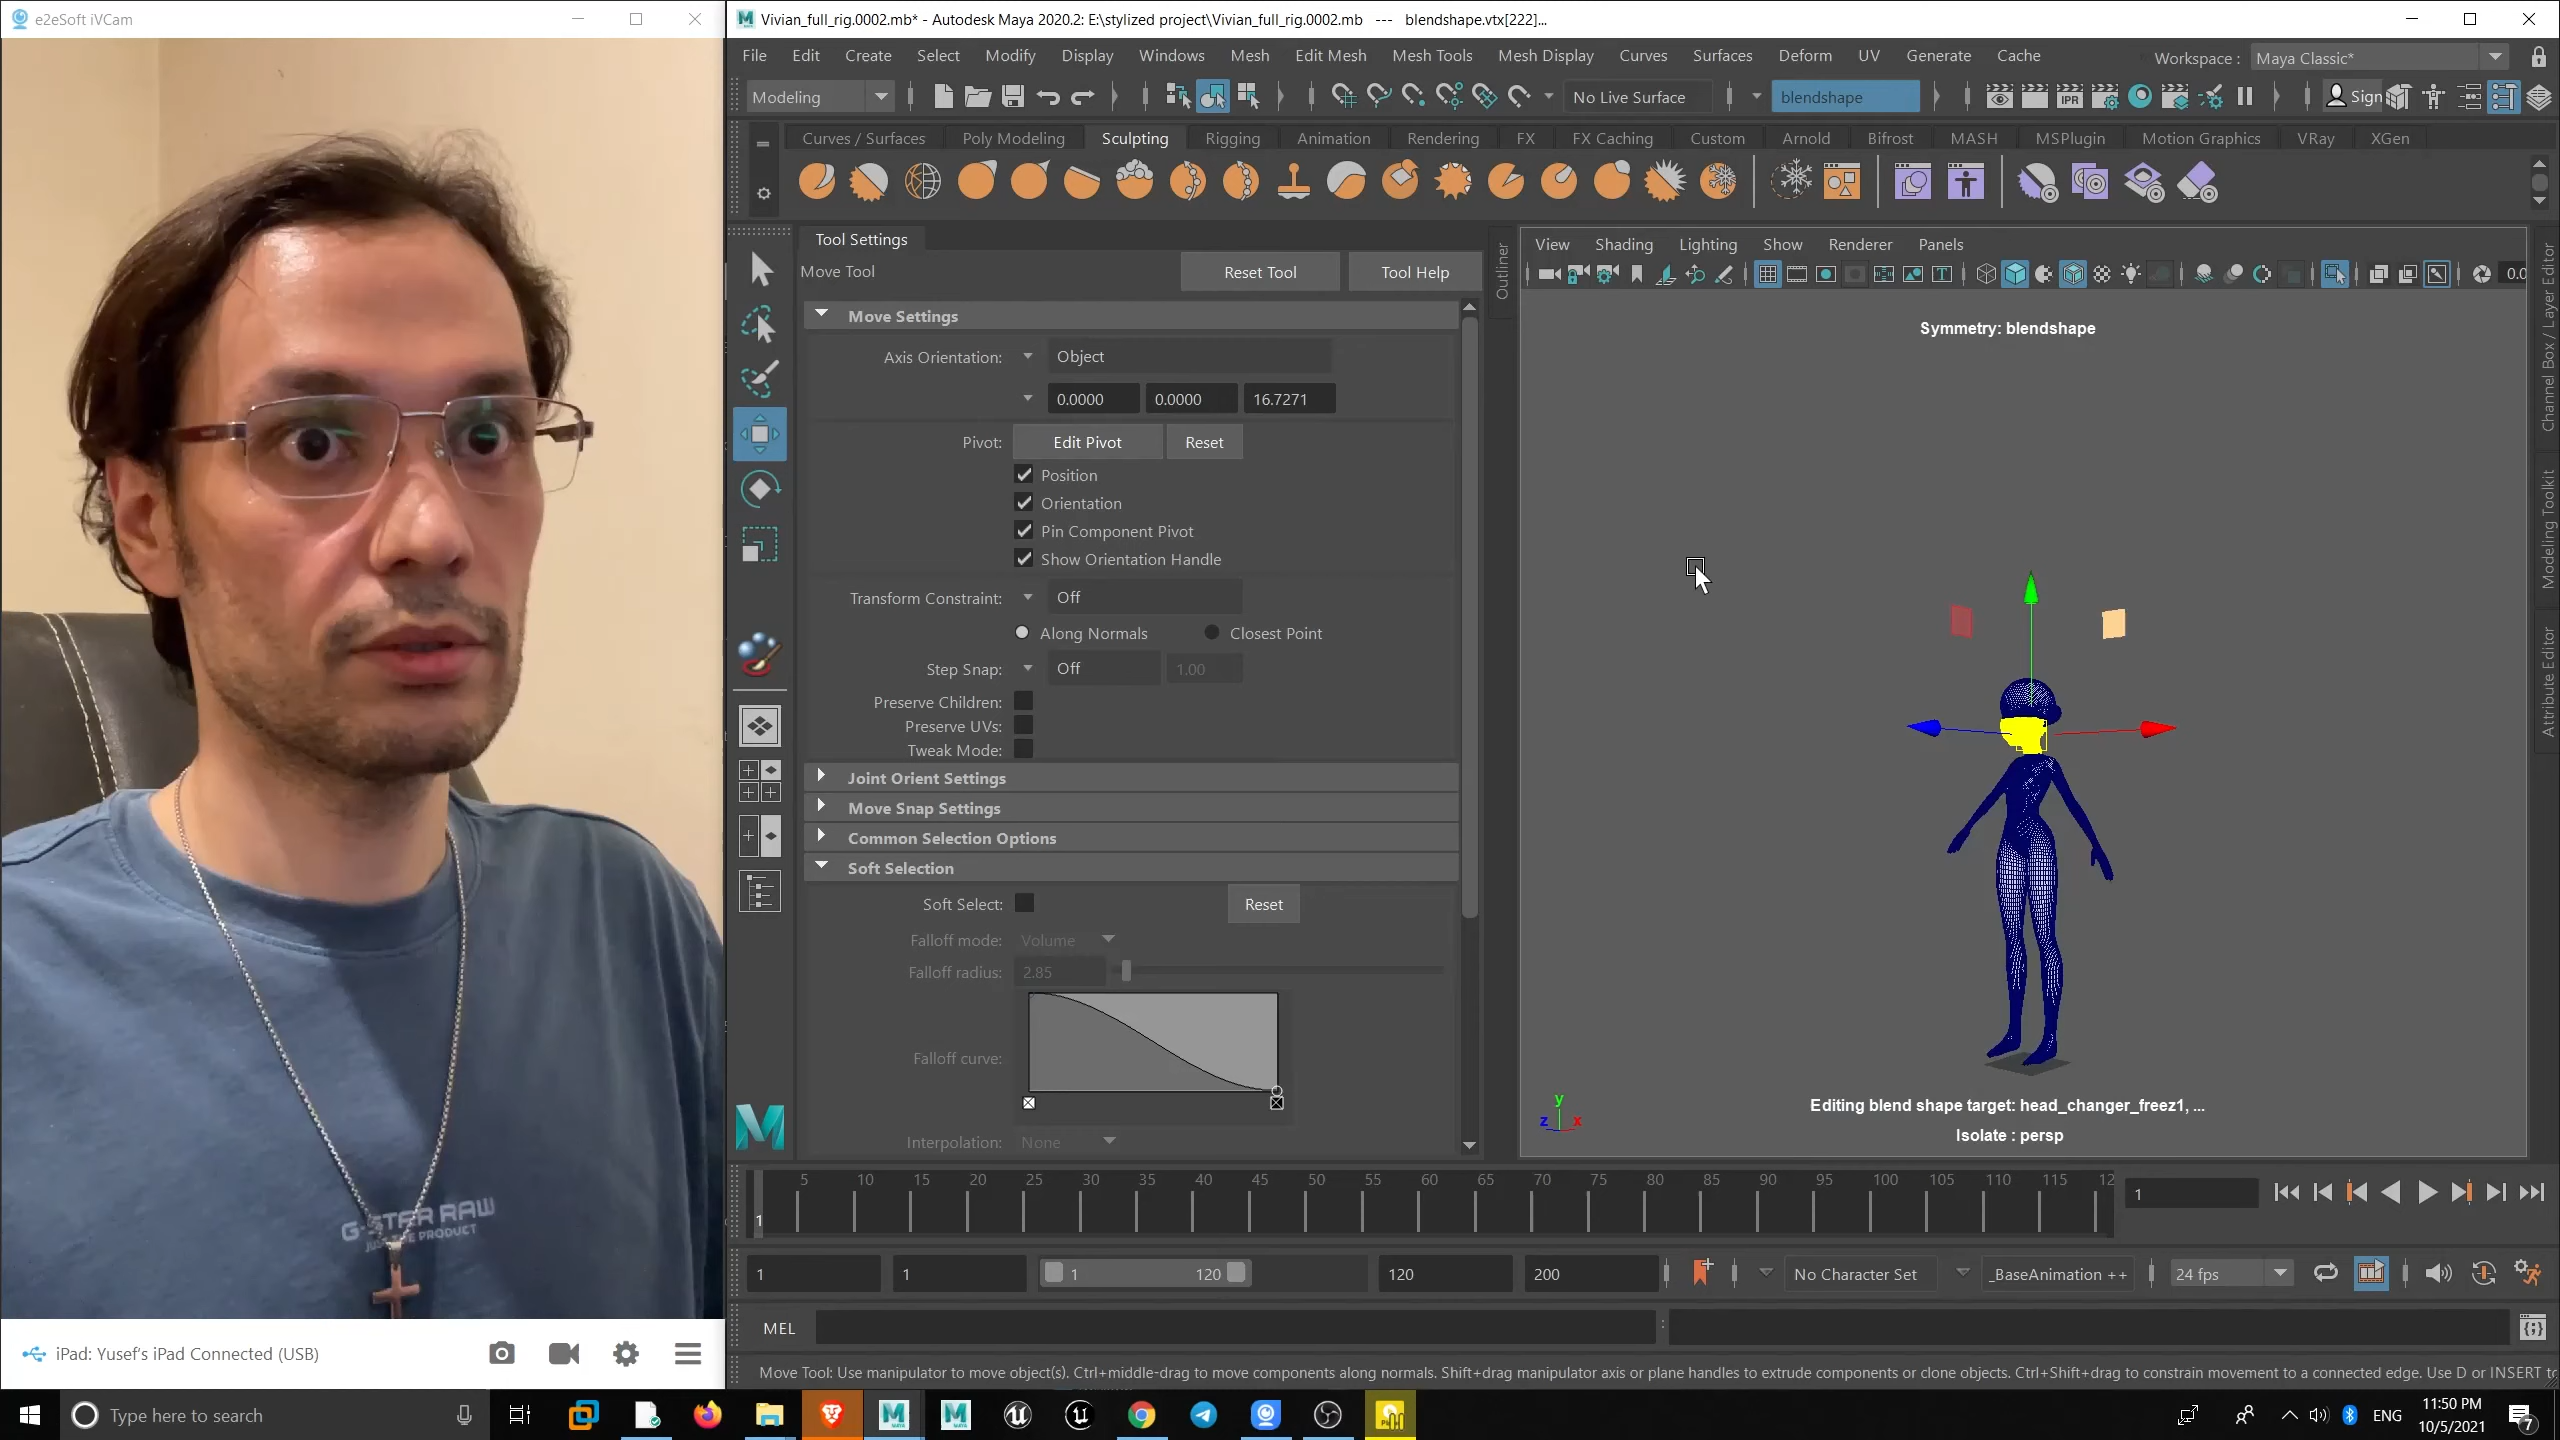 e2eSoft iVCam
Vivian_full_rig.0002.mb* - Autodesk Maya 2020.2: E:\stylized project\Vivian_full_rig.0002.mb --- blendshape.vtx[222]...
File Edit Create Select Modify Display Windows Mesh Edit Mesh Mesh Tools Mesh Display Curves Surfaces Deform UV Generate Cache
Workspace : Maya Classic*
Modeling
No Live Surface
blendshape
IPR
Sign
Curves / Surfaces Poly Modeling Sculpting Rigging Animation Rendering FX FX Caching Custom Arnold Bifrost MASH MSPlugin Motion Graphics VRay XGen
Tool Settings
Move Tool
Reset Tool
Tool Help
Outliner
Move Settings
Axis Orientation: Object
0.0000 0.0000 16.7271
Pivot: Edit Pivot Reset
Position
Orientation
Pin Component Pivot
Show Orientation Handle
Transform Constraint: Off
Along Normals Closest Point
Step Snap: Off 1.00
Preserve Children:
Preserve UVs:
Tweak Mode:
Joint Orient Settings
Move Snap Settings
Common Selection Options
Soft Selection
Soft Select: Reset
Falloff mode: Volume
Falloff radius: 2.85
Falloff curve:
Interpolation: None
View Shading Lighting Show Renderer Panels
0.0
Symmetry: blendshape
y
z x
Editing blend shape target: head_changer_freez1, ...
Isolate : persp
Channel Box / Layer Editor
Modeling Toolkit
Attribute Editor
5 10 15 20 25 30 35 40 45 50 55 60 65 70 75 80 85 90 95 100 105 110 115 12
1
1
1 1 1 120 120 200
No Character Set
_BaseAnimation ++
24 fps
MEL
:
Move Tool: Use manipulator to move object(s). Ctrl+middle-drag to move components along normals. Shift+drag manipulator axis or plane handles to extrude components or clone objects. Ctrl+Shift+drag to constrain movement to a connected edge. Use D or INSERT to
G-STAR RAW
iPad: Yusef's iPad Connected (USB)
Type here to search
ENG
11:50 PM
10/5/2021
7